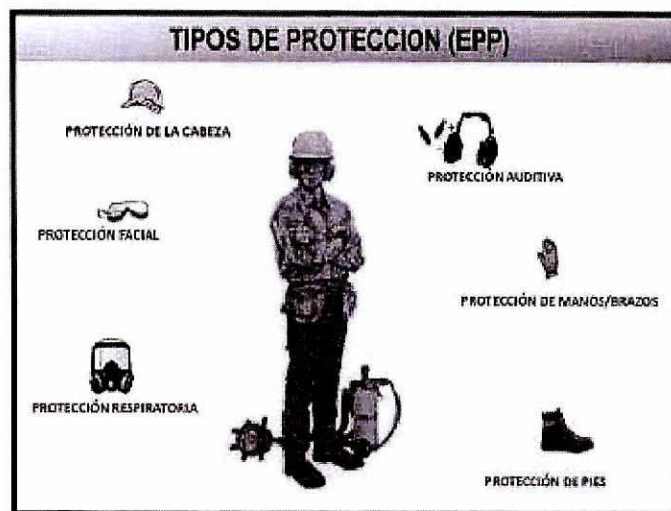 TIPOS DE PROTECCION (EPP)
PROTECCIÓN DE LA CABEZA
PROTECCIÓN AUDITIVA
PROTECCIÓN FACIAL
PROTECCIÓN DE MANOS/BRAZOS
PROTECCIÓN RESPIRATORIA
PROTECCIÓN DE PIES